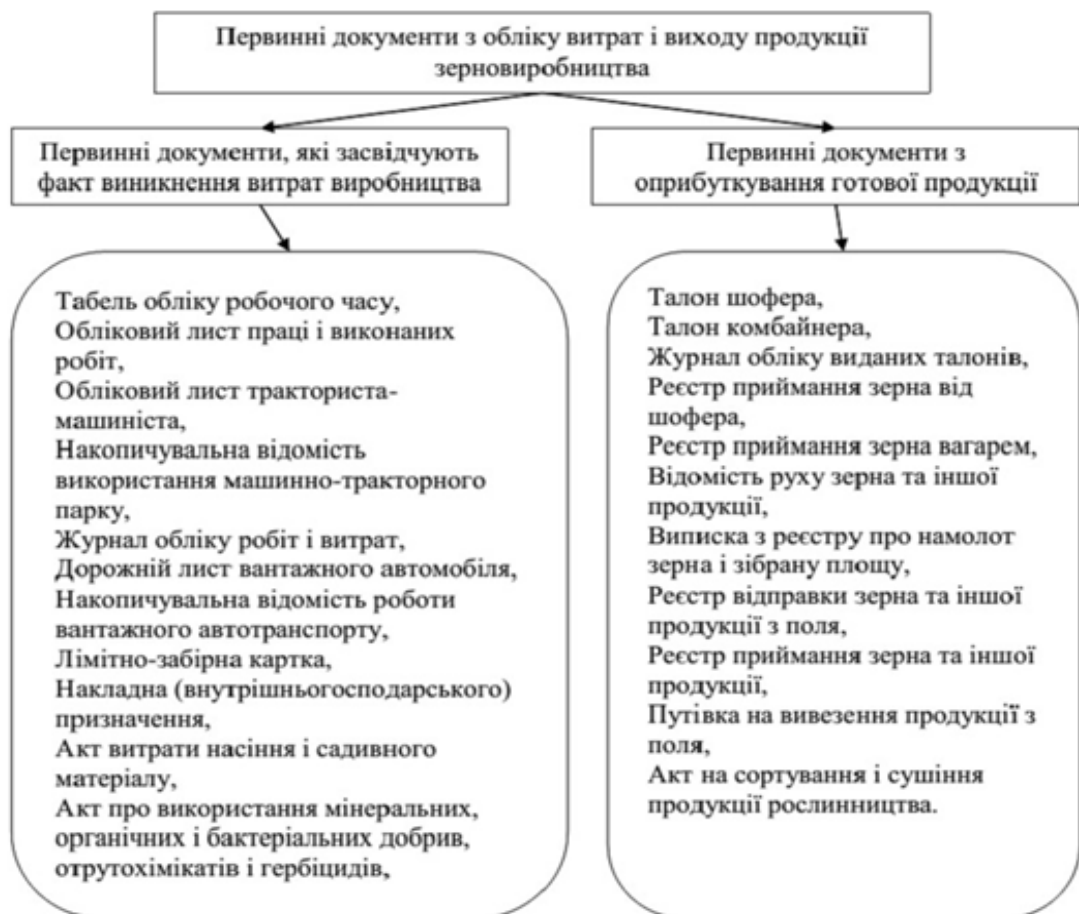 Первинні документи з обліку витрат і виходу продукції
зерновиробництва
Первинні документи, які засвідчують
факт виникнення витрат виробництва
Первинні документи з
оприбуткування готової продукції
Табель обліку робочого часу,
Обліковий лист праці і виконаних
робіт,
Обліковий лист тракториста-
машиніста,
Накопичувальна відомість
використання машинно-тракторного
парку,
Журнал обліку робіт і витрат,
Дорожній лист вантажного автомобіля,
Накопичувальна відомість роботи
вантажного автотранспорту,
Лімітно-забірна картка,
Накладна (внутрішньогосподарського)
призначення,
Акт витрати насіння і садивного
матеріалу,
Акт про використання мінеральних,
органічних і бактеріальних добрив,
отрутохімікатів і гербіцидів,
Талон шофера,
Талон комбайнера,
Журнал обліку виданих талонів,
Реєстр приймання зерна від
шофера,
Реєстр приймання зерна вагарем,
Відомість руху зерна та іншої
продукції,
Виписка з реєстру про намолот
зерна і зібрану площу,
Реєстр відправки зерна та іншої
продукції з поля,
Реєстр приймання зерна та іншої
продукції,
Путівка на вивезення продукції з
поля,
Акт на сортування і сушіння
продукції рослинництва.